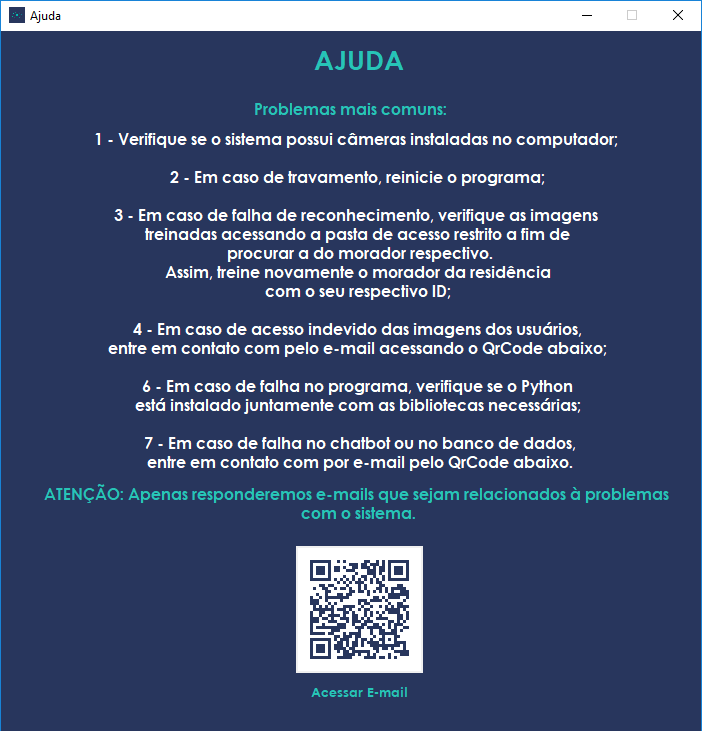 Ajuda
AJUDA
Problemas mais comuns:
1 - Verifique se o sistema possui câmeras instaladas no computador;
2 - Em caso de travamento, reinicie o programa;
3 - Em caso de falha de reconhecimento, verifique as imagens
treinadas acessando a pasta de acesso restrito a fim de
procurar a do morador respectivo.
Assim, treine novamente o morador da residência
com o seu respectivo ID;
4 - Em caso de acesso indevido das imagens dos usuários,
entre em contato com pelo e-mail acessando o QrCode abaixo;
6 - Em caso de falha no programa, verifique se o Python
está instalado juntamente com as bibliotecas necessárias;
7 - Em caso de falha no chatbot ou no banco de dados,
entre em contato com por e-mail pelo QrCode abaixo.
ATENÇÃO: Apenas responderemos e-mails que sejam relacionados à problemas
com o sistema.
Acessar E-mail